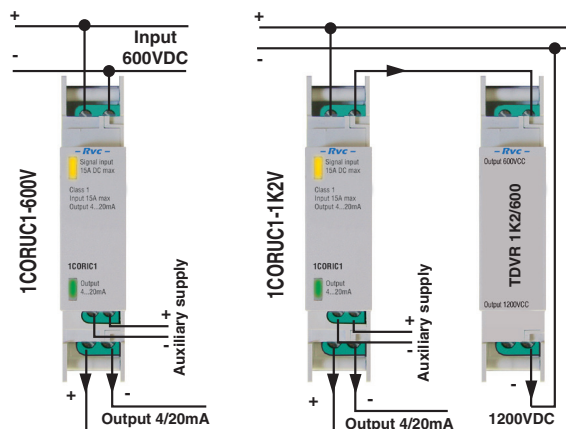 +
Input
600VDC
-
1CORUC1-600V
- Rvc -
Signal input
15A DC max
Class 1
Input 15A max
Output 4...20mA
1CORIC1
Output
4...20mA
+
-
Auxiliary supply
+
-
Output 4/20mA
+
-
1CORUC1-1K2V
- Rvc -
Signal input
15A DC max
Class 1
Input 15A max
Output 4...20mA
1CORIC1
Output
4...20mA
+
-
Auxiliary supply
+
-
Output 4/20mA
- Rvc -
Output 600VCC
TDVR 1K2/600
Output 1200VCC
-
1200VDC